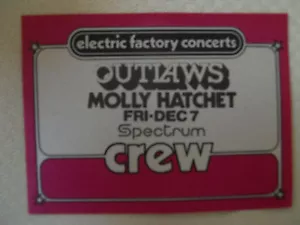 electric factory concerts
OUTLAWS
MOLLY HATCHET
FRI·DEC 7
Spectrum
crew